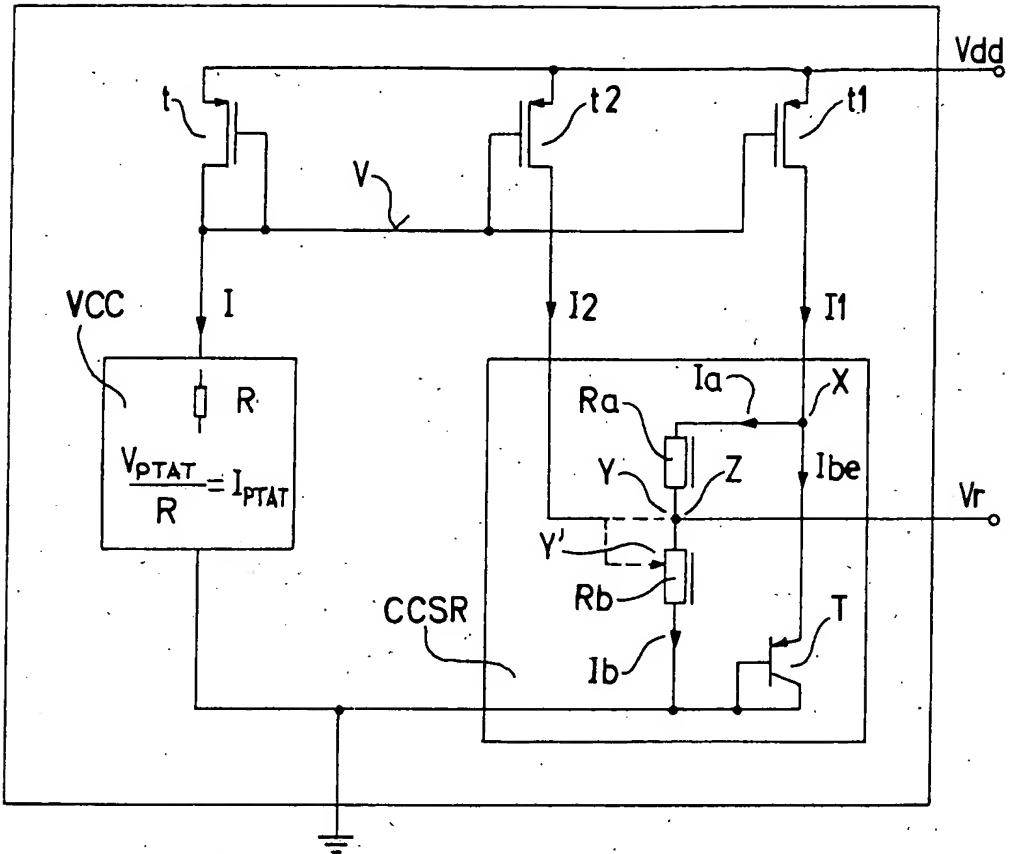 Vdd
t
t2
t1
V
VCC
I
I2
I1
R
VPTAT / R = IPTAT
Ia
X
Ra
Ibe
Y
Z
Vr
Y'
Rb
CCSR
T
Ib